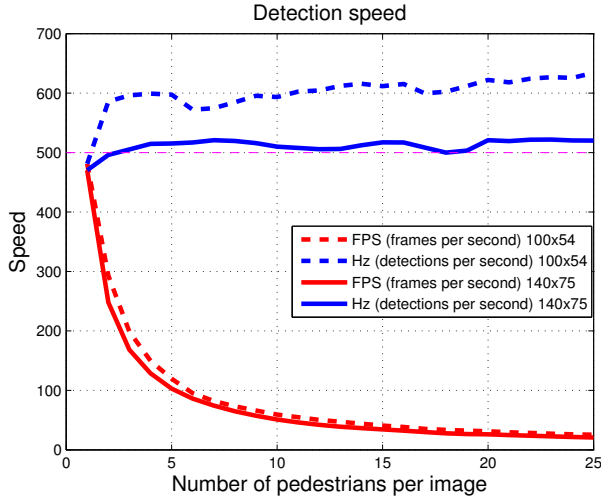 Detection speed
700
600
500
400
300
200
100
0
Speed
FPS (frames per second) 100x54
Hz (detections per second) 100x54
FPS (frames per second) 140x75
Hz (detections per second) 140x75
0 5 10 15 20 25
Number of pedestrians per image